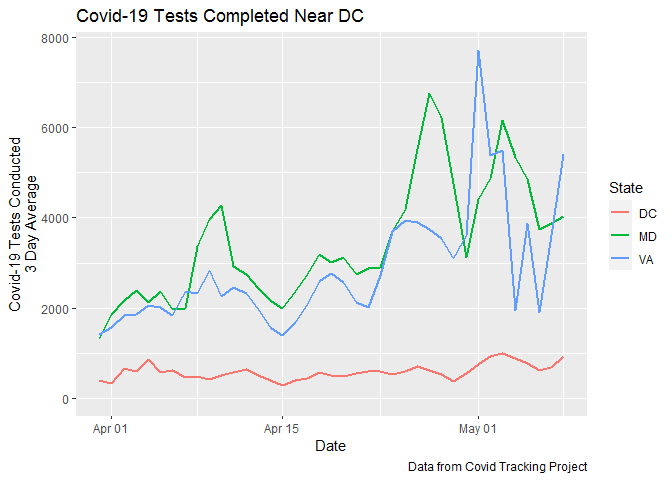 Covid-19 Tests Completed Near DC
Covid-19 Tests Conducted
3 Day Average
8000
6000
4000
2000
0
Apr 01
Apr 15
May 01
Date
State
DC
MD
VA
Data from Covid Tracking Project